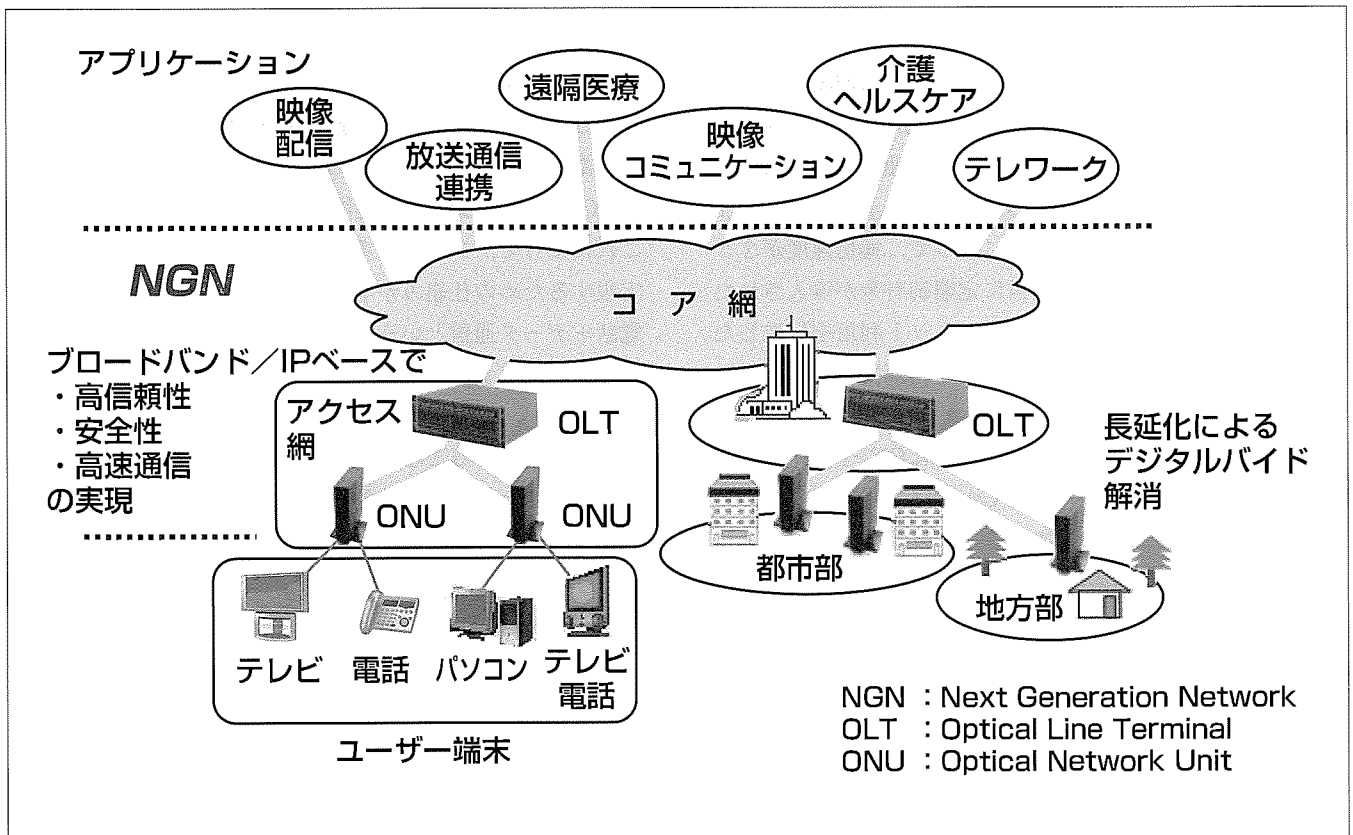 アプリケーション
映像
配信
放送通信
連携
遠隔医療
映像
コミュニケーション
介護
ヘルスケア
テレワーク
NGN
コア網
ブロードバンド/IPベースで
・高信頼性
・安全性
・高速通信
の実現
アクセス
網
OLT
ONU
ONU
OLT
都市部
地方部
長延化による
デジタルバイド
解消
テレビ
電話
パソコン
テレビ
電話
ユーザー端末
NGN : Next Generation Network
OLT : Optical Line Terminal
ONU : Optical Network Unit